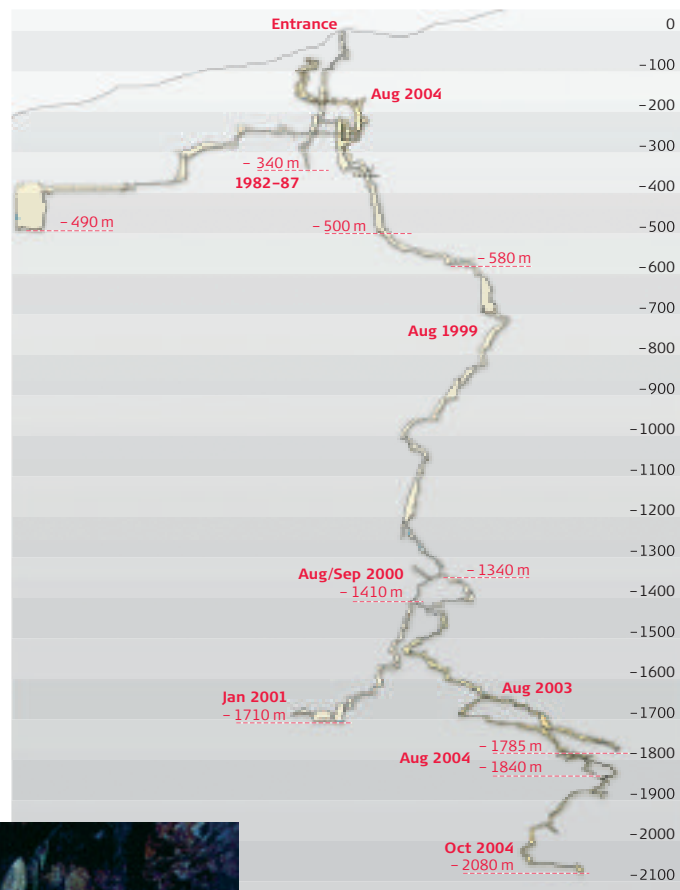 Entrance
0
–100
Aug 2004
–200
–300
– 340 m
1982–87
–400
– 490 m
– 500 m
–500
– 580 m
–600
–700
Aug 1999
–800
–900
–1000
–1100
–1200
–1300
Aug/Sep 2000
– 1340 m
– 1410 m
–1400
–1500
–1600
Aug 2003
Jan 2001
– 1710 m
–1700
– 1785 m
Aug 2004
– 1840 m
–1800
–1900
–2000
Oct 2004
– 2080 m
–2100